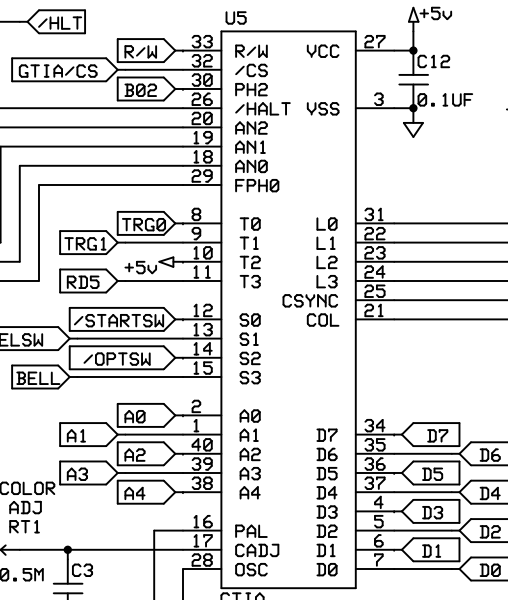 /HLT
U5
+5v
R/W 33 R/W VCC 27
GTIA/CS 32 /CS C12
B02 30 PH2
26 /HALT VSS 3 0.1UF
20 AN2
19 AN1
18 AN0
29 FPH0
TRG0 8 T0 L0 31
TRG1 9 T1 L1 22
+5v 10 T2 L2 23
RD5 11 T3 L3 24
CSYNC 25
/STARTSW 12 S0 COL 21
ELSW 13 S1
/OPTSW 14 S2
BELL 15 S3
A0 2 A0
A1 1 A1 D7 34 D7
A2 40 A2 D6 35 D6
A3 39 A3 D5 36 D5
A4 38 A4 D4 37 D4
COLOR
ADJ D3 4 D3
RT1
16 PAL D2 5 D2
17 CADJ D1 6 D1
0.5M C3 28 OSC D0 7 D0
GTIA